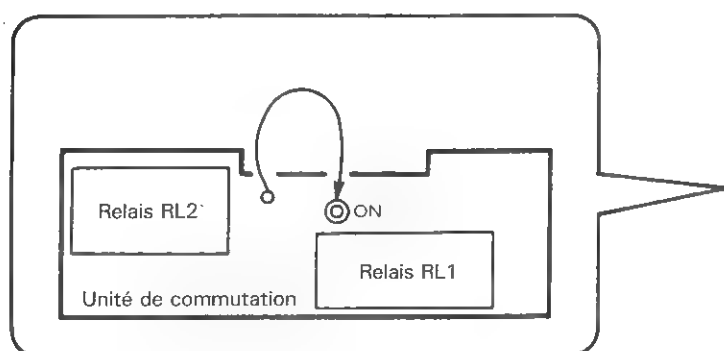 Relais RL2
ON
Relais RL1
Unité de commutation